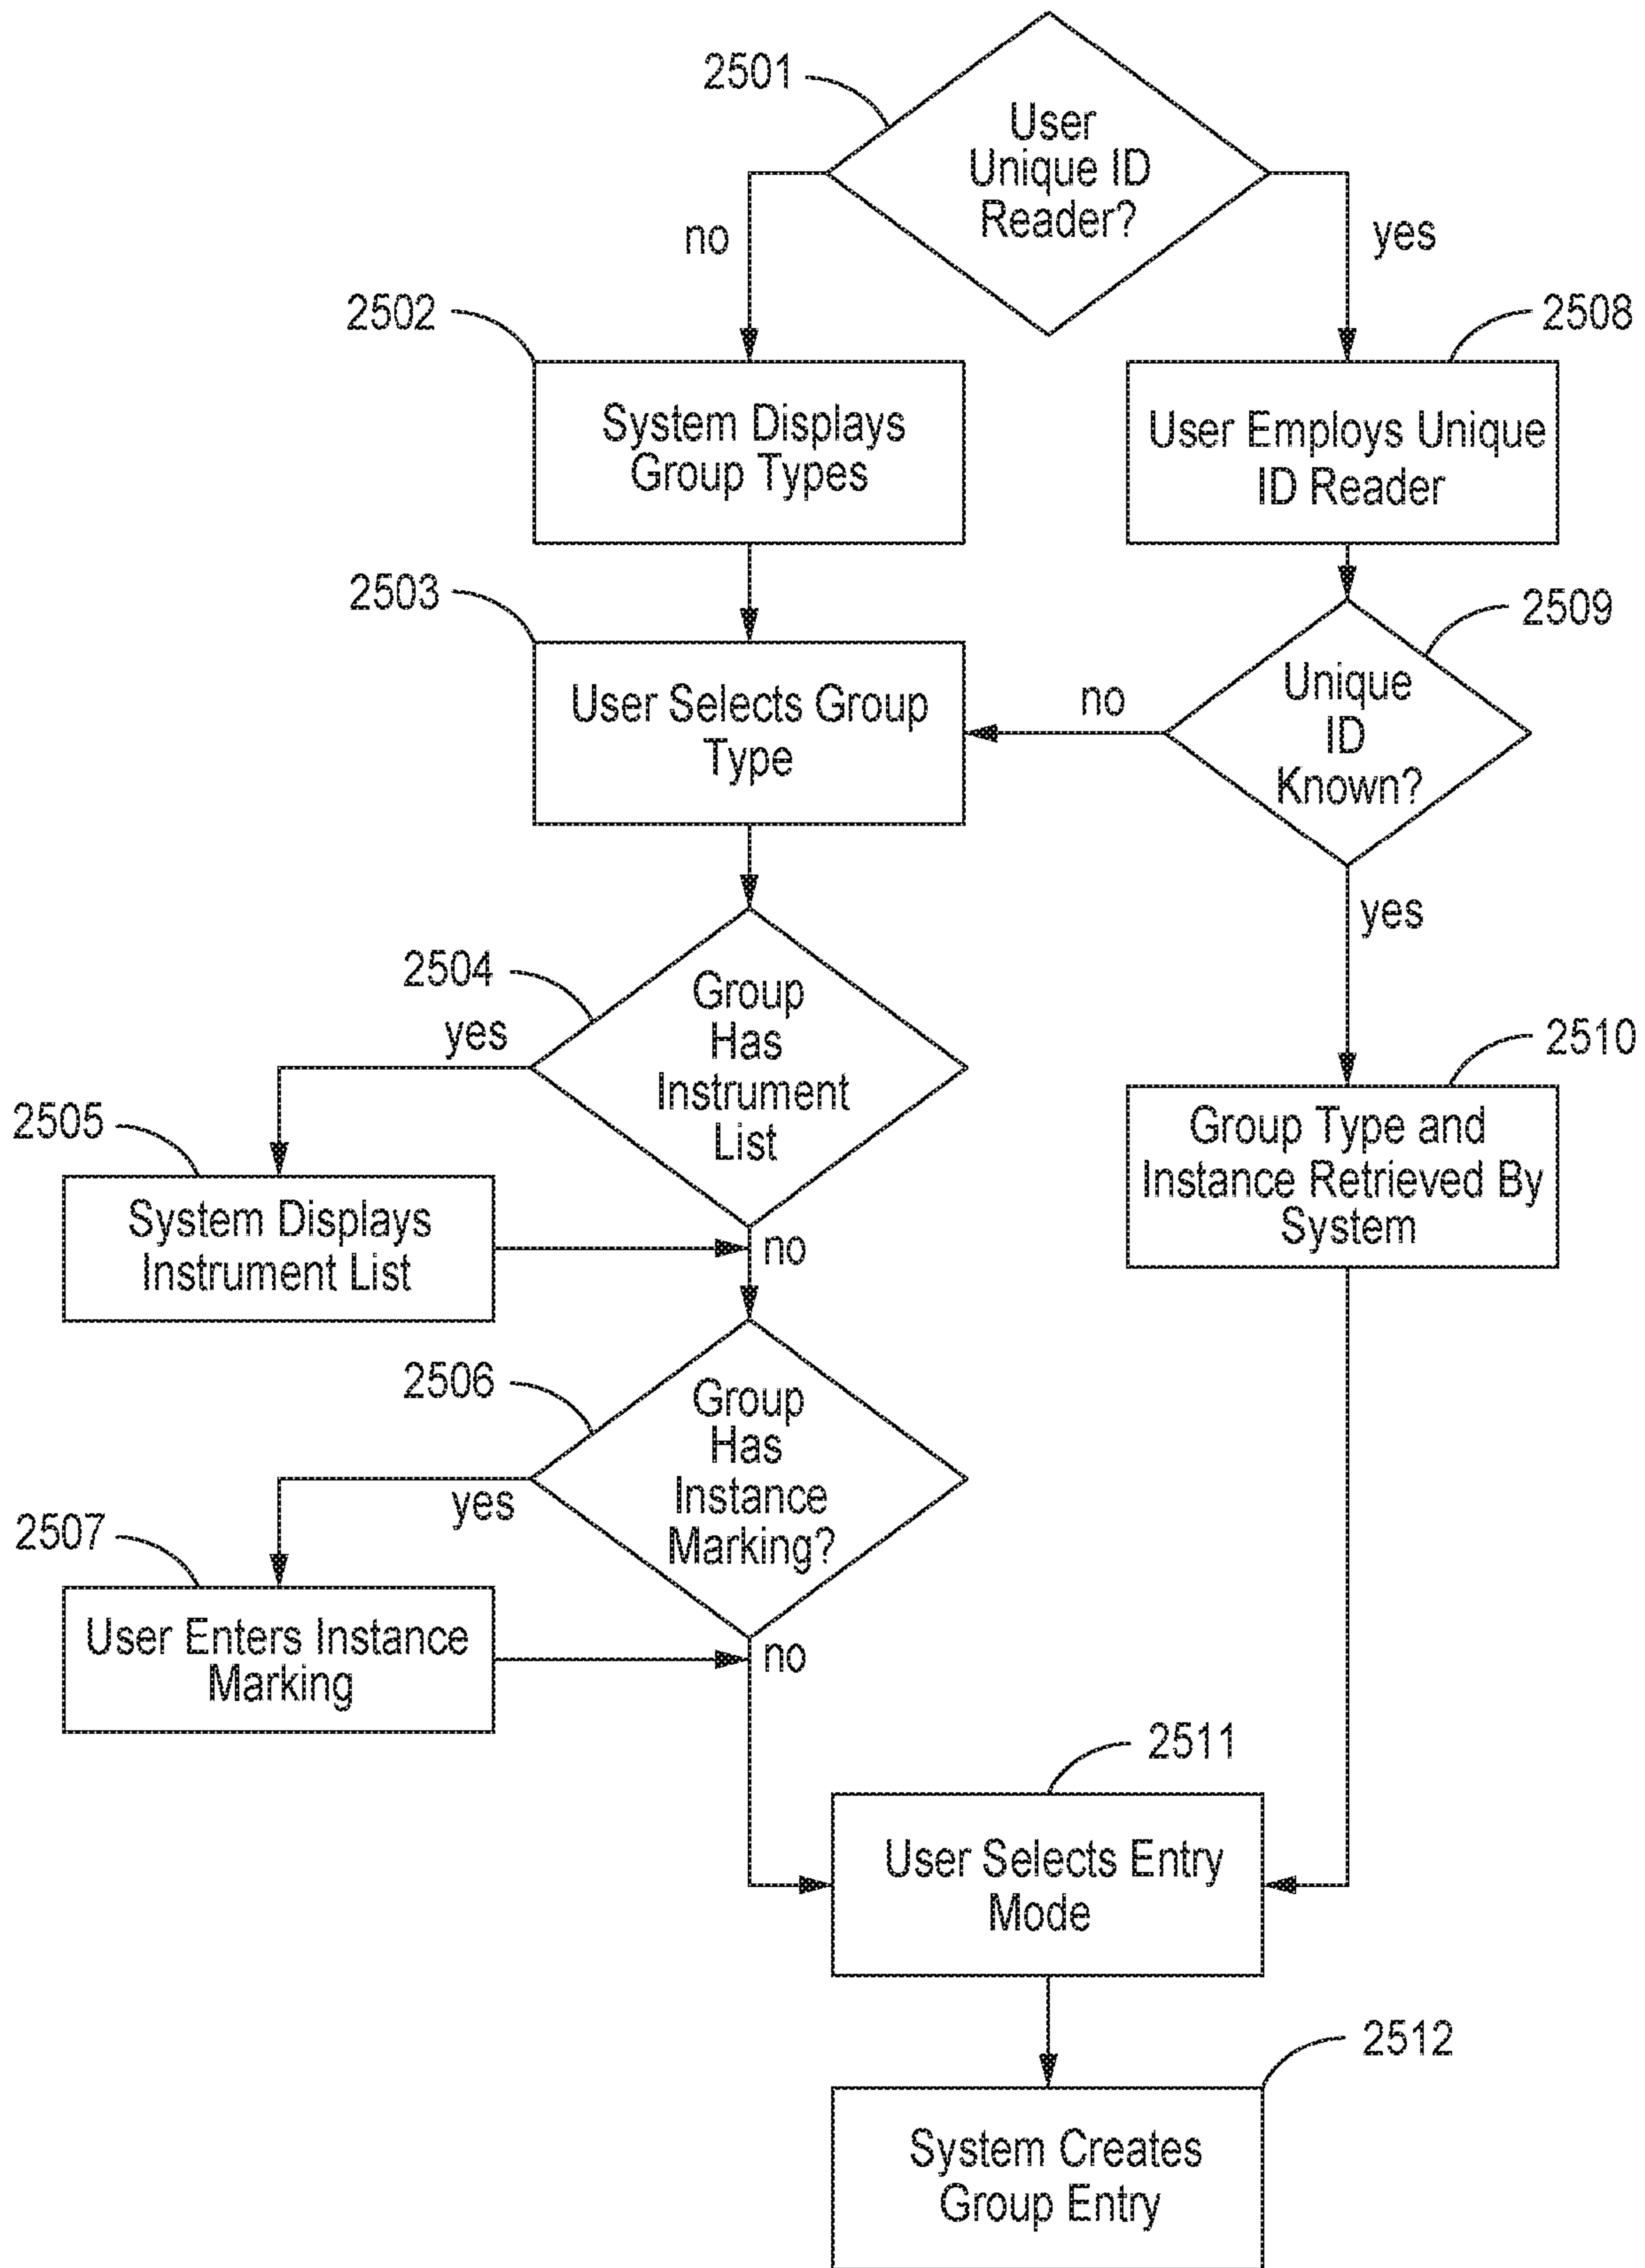 2501
User
Unique ID
Reader?
no
yes
2502
2508
System Displays
Group Types
User Employs Unique
ID Reader
2503
2509
User Selects Group
Type
no
Unique
ID
Known?
yes
2504
Group
Has
Instrument
List
yes
2510
2505
Group Type and
Instance Retrieved By
System
System Displays
Instrument List
no
2506
Group
Has
Instance
Marking?
yes
2507
User Enters Instance
Marking
no
2511
User Selects Entry
Mode
2512
System Creates
Group Entry